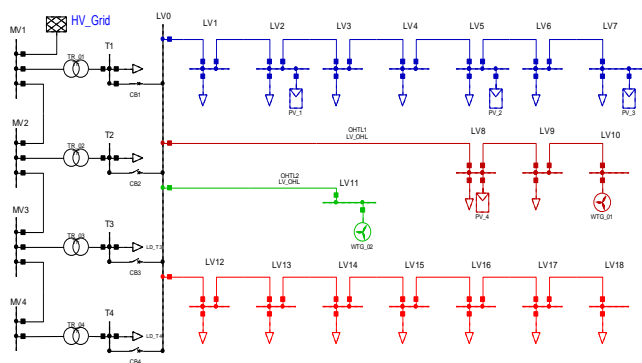 HV_Grid
MV1
TR_01
T1
CB1
LV0
LV1
LV2
LV3
LV4
LV5
LV6
LV7
PV_1
PV_2
PV_3
MV2
TR_02
T2
CB2
OHTL1
LV_OHL
LV8
LV9
LV10
PV_4
WTG_01
OHTL2
LV_OHL
LV11
WTG_02
MV3
TR_03
T3
LD_T3
CB3
LV12
LV13
LV14
LV15
LV16
LV17
LV18
MV4
TR_04
T4
LD_T4
CB4